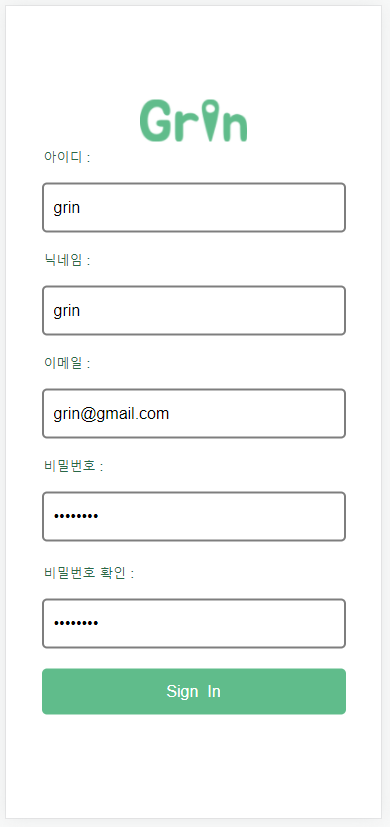 Grin
아이디 :
grin
닉네임 :
grin
이메일 :
grin@gmail.com
비밀번호 :
••••••••
비밀번호 확인 :
••••••••
Sign In